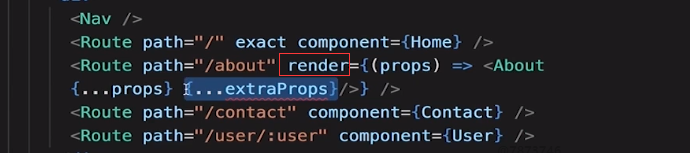 <Nav />
<Route path="/" exact component={Home} />
<Route path="/about" render={(props) => <About
{...props} {...extraProps}/>} />
<Route path="/contact" component={Contact} />
<Route path="/user/:user" component={User} />